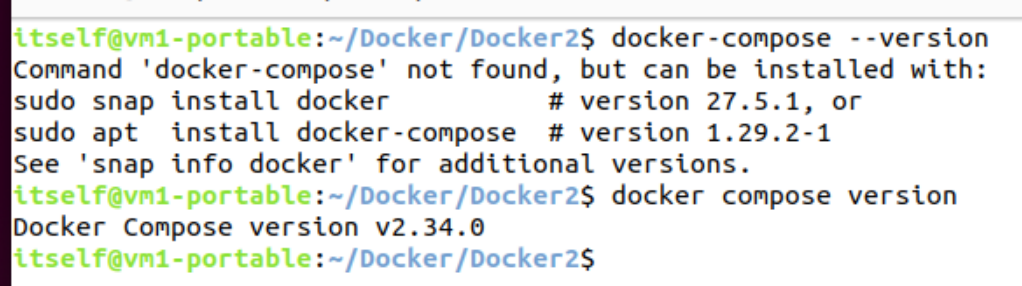 itself@vm1-portable:~/Docker/Docker2$ docker-compose --version
Command 'docker-compose' not found, but can be installed with:
sudo snap install docker          # version 27.5.1, or
sudo apt  install docker-compose  # version 1.29.2-1
See 'snap info docker' for additional versions.
itself@vm1-portable:~/Docker/Docker2$ docker compose version
Docker Compose version v2.34.0
itself@vm1-portable:~/Docker/Docker2$